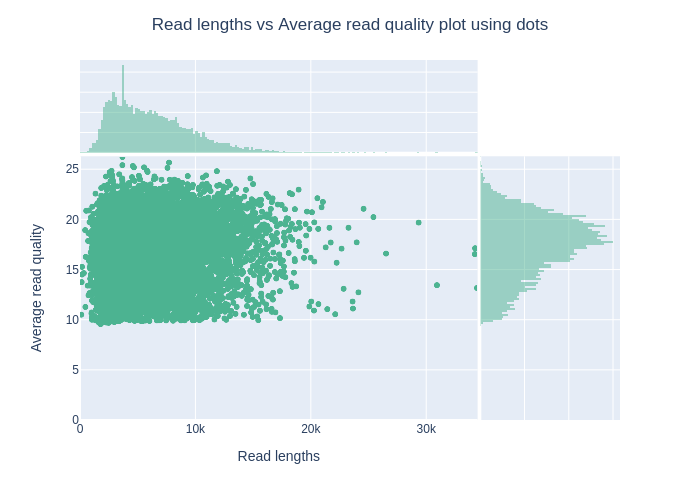 Read lengths vs Average read quality plot using dots
25
20
15
10
5
0
0
10k
20k
30k
Average read quality
Read lengths